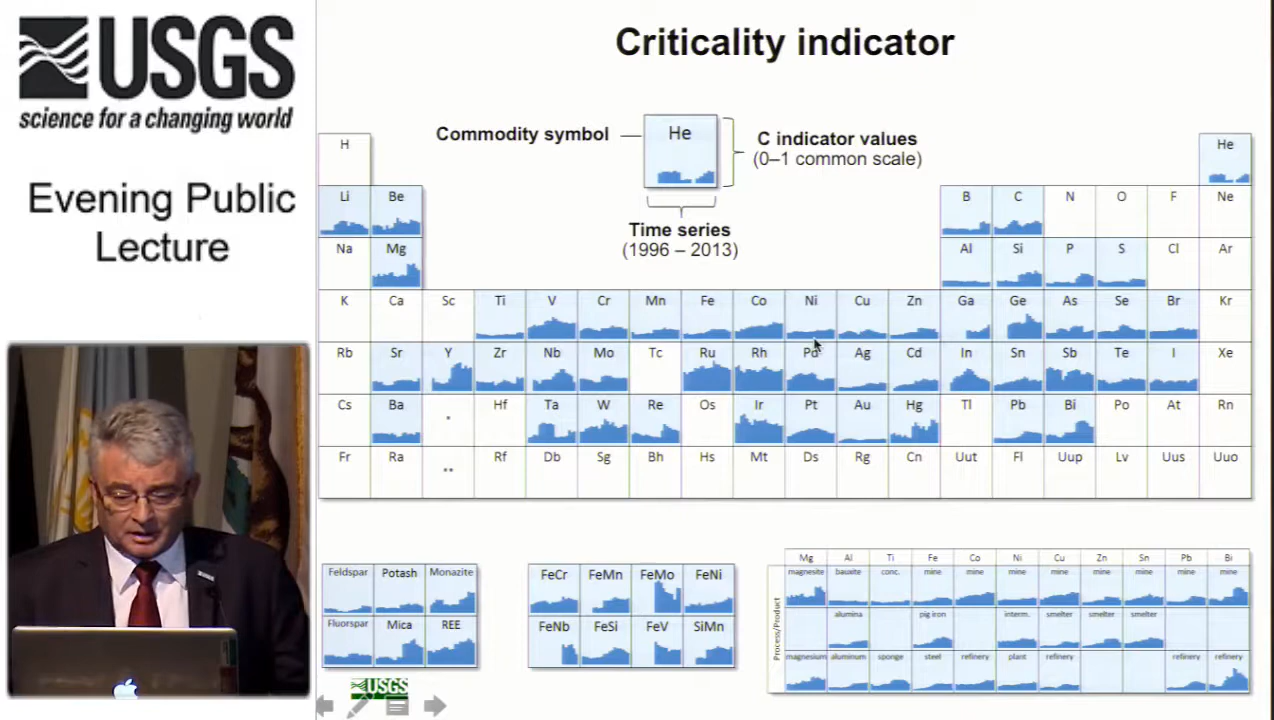 USGS
science for a changing world
Evening Public
Lecture
Criticality indicator
Commodity symbol
He
C indicator values
(0–1 common scale)
Time series
(1996 – 2013)
H He
Li Be B C N O F Ne
Na Mg Al Si P S Cl Ar
K Ca Sc Ti V Cr Mn Fe Co Ni Cu Zn Ga Ge As Se Br Kr
Rb Sr Y Zr Nb Mo Tc Ru Rh Pd Ag Cd In Sn Sb Te I Xe
Cs Ba * Hf Ta W Re Os Ir Pt Au Hg Tl Pb Bi Po At Rn
Fr Ra ** Rf Db Sg Bh Hs Mt Ds Rg Cn Uut Fl Uup Lv Uus Uuo
Feldspar Potash Monazite
Fluorspar Mica REE
FeCr FeMn FeMo FeNi
FeNb FeSi FeV SiMn
Process/Product
Mg Al Ti Fe Co Ni Cu Zn Sn Pb Bi
magnesite bauxite conc. mine mine mine mine mine mine mine mine
alumina pig iron interm. smelter smelter smelter
magnesium aluminum sponge steel refinery plant refinery refinery refinery
USGS